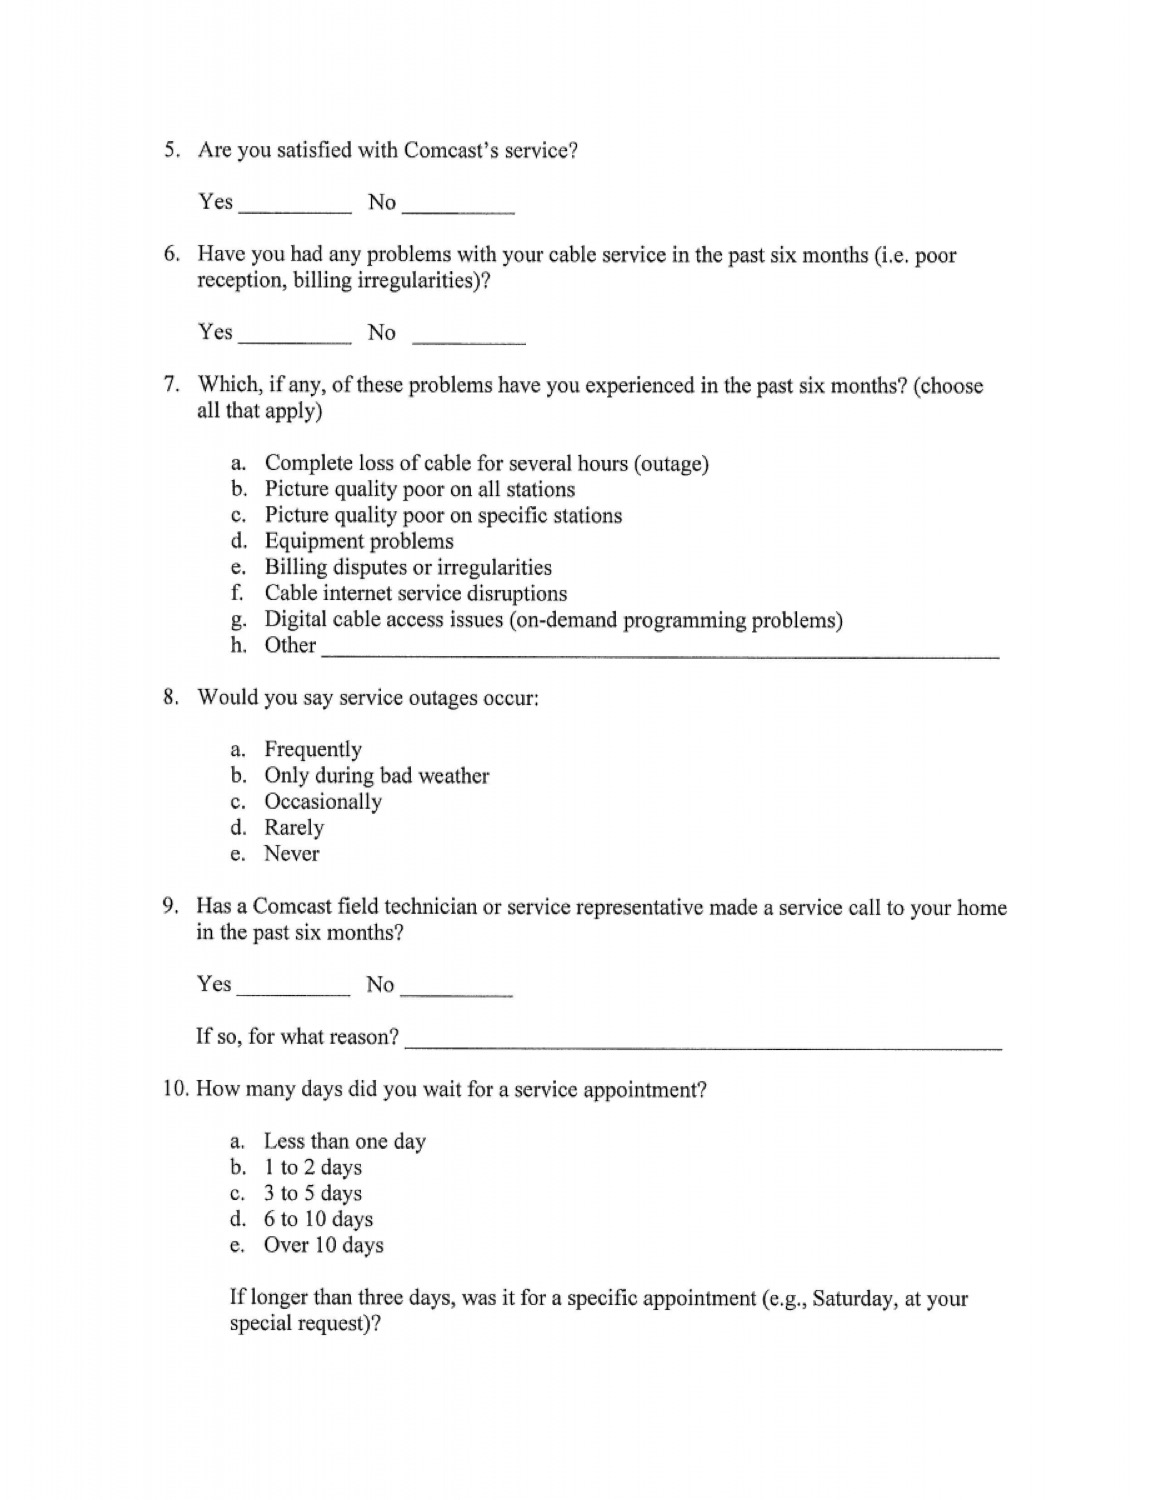 5. Are you satisfied with Comcast's service?
Yes __________ No __________
6. Have you had any problems with your cable service in the past six months (i.e. poor
reception, billing irregularities)?
Yes __________ No __________
7. Which, if any, of these problems have you experienced in the past six months? (choose
all that apply)
a. Complete loss of cable for several hours (outage)
b. Picture quality poor on all stations
c. Picture quality poor on specific stations
d. Equipment problems
e. Billing disputes or irregularities
f. Cable internet service disruptions
g. Digital cable access issues (on-demand programming problems)
h. Other ____________________
8. Would you say service outages occur:
a. Frequently
b. Only during bad weather
c. Occasionally
d. Rarely
e. Never
9. Has a Comcast field technician or service representative made a service call to your home
in the past six months?
Yes __________ No __________
If so, for what reason? ____________________
10. How many days did you wait for a service appointment?
a. Less than one day
b. 1 to 2 days
c. 3 to 5 days
d. 6 to 10 days
e. Over 10 days
If longer than three days, was it for a specific appointment (e.g., Saturday, at your
special request)?